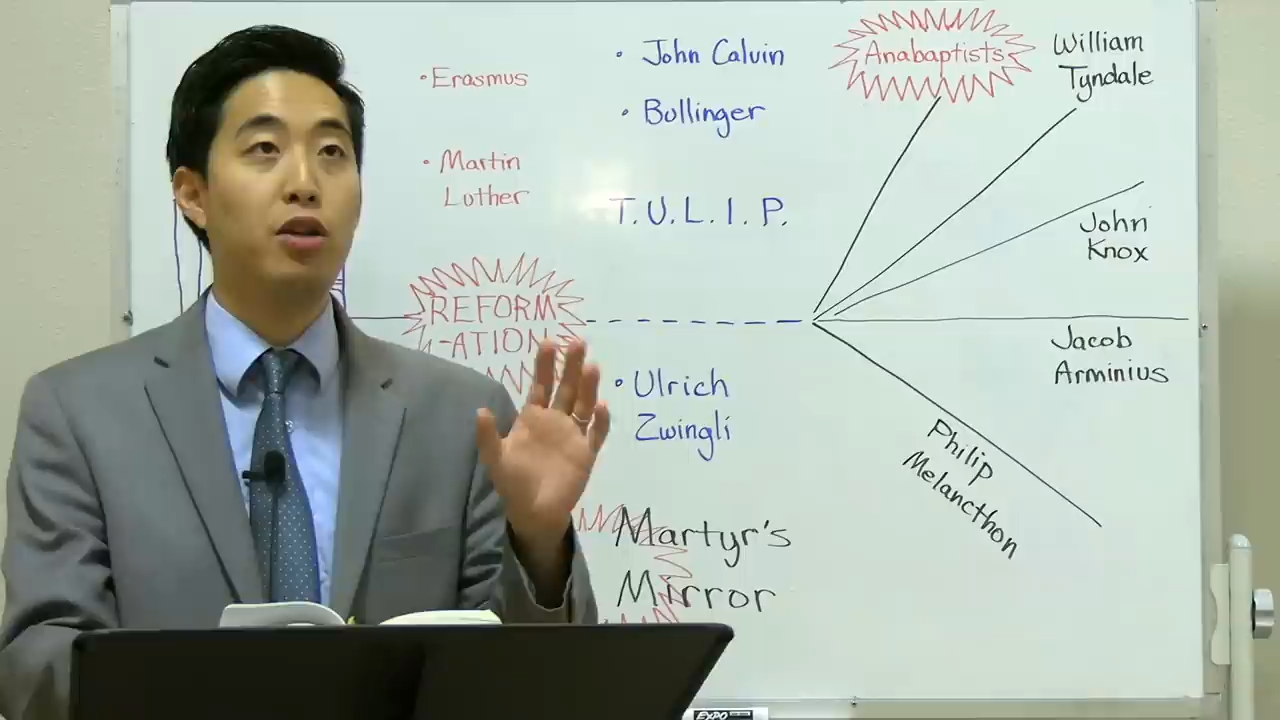 • Erasmus
• Martin
Luther
REFORM
-ATION
• John Calvin
• Bullinger
T.U.L.I.P.
• Ulrich
Zwingli
Martyr's
Mirror
Anabaptists
William
Tyndale
John
Knox
Jacob
Arminius
Philip
Melancthon
EXPO